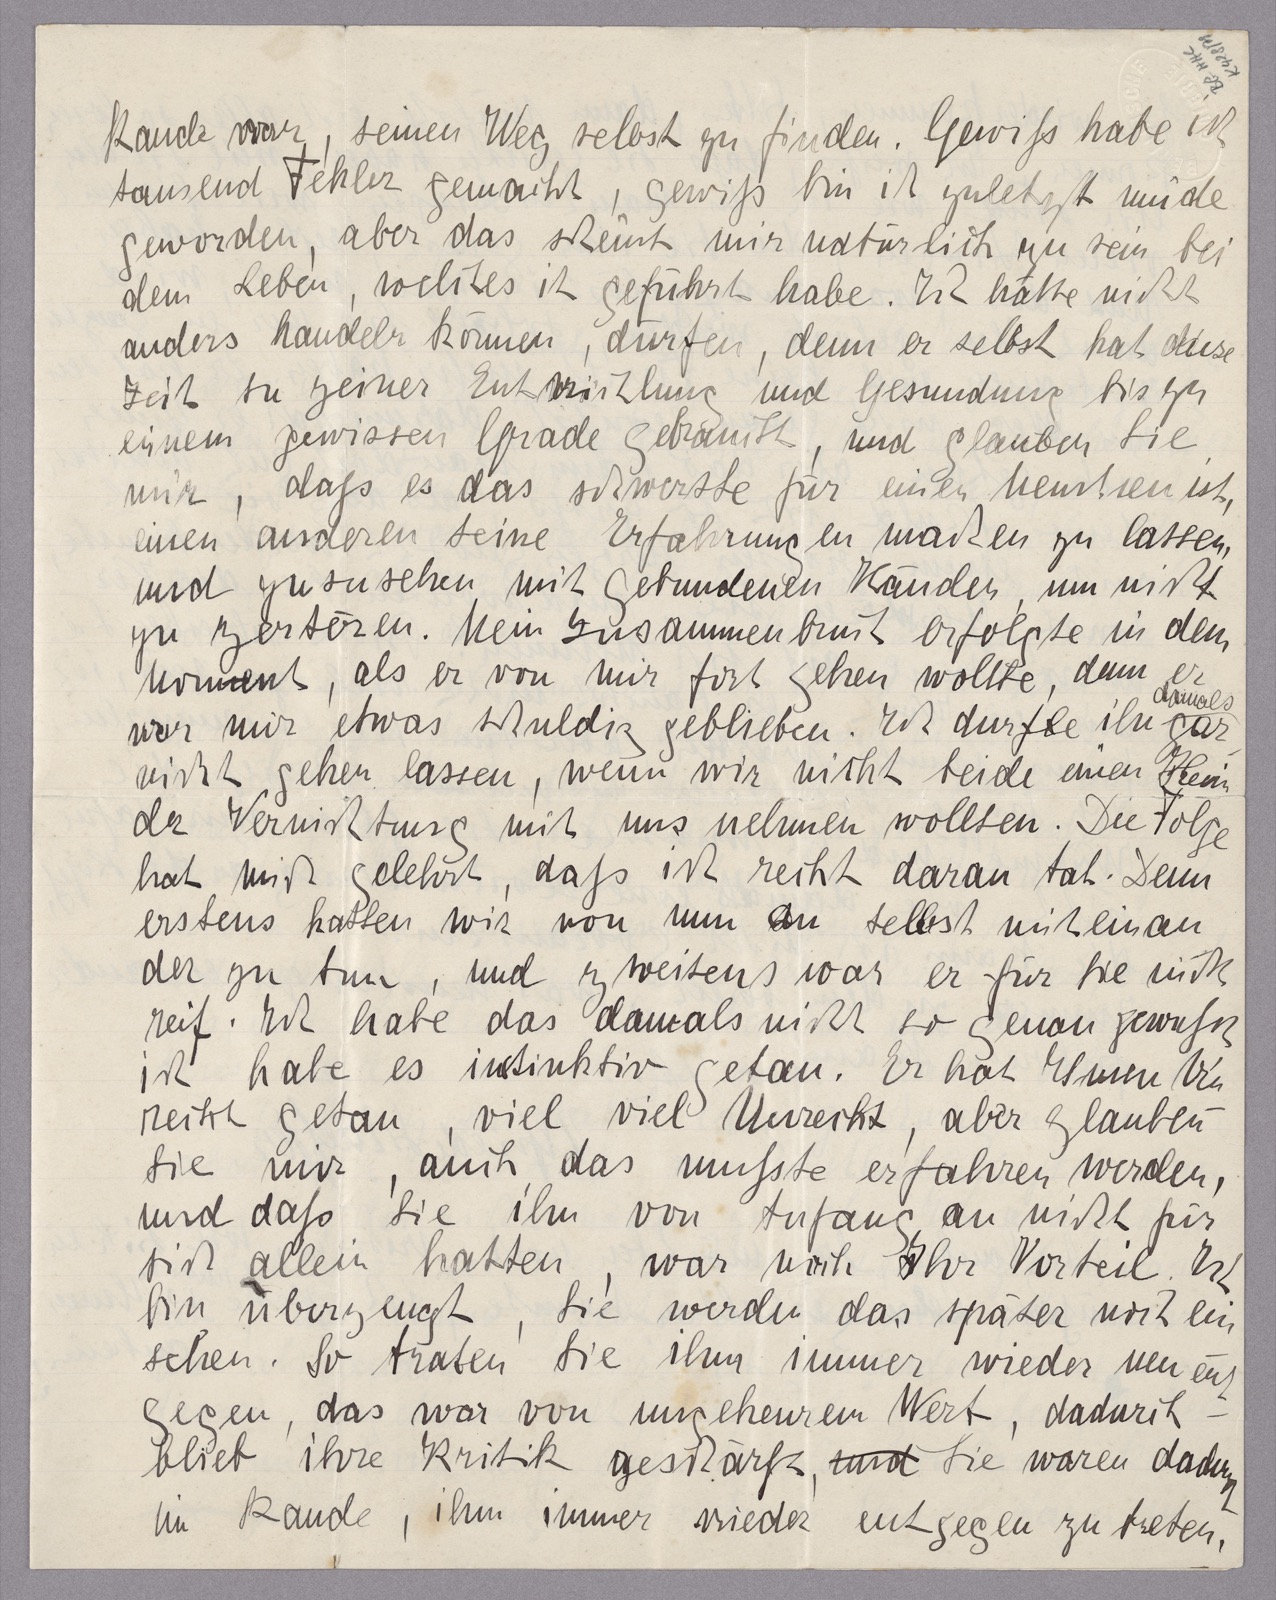 stande war, seinen Weg selbst zu finden. Gewiß habe ich
tausend Fehler gemacht, gewiß bin ich zuletzt müde
geworden, aber das scheint mir natürlich zu sein bei
dem Leben, welches ich geführt habe. Ich hätte nicht
anders handeln können, dürfen, denn er selbst hat diese
Zeit zu seiner Entwicklung und Gesundung bis zu
einem gewissen Grade gebraucht, und glauben Sie
mir, daß es das schwerste für einen Menschen ist,
einen anderen seine Erfahrungen machen zu lassen,
und zuzusehen mit gebundenen Händen, um nicht
zu zerstören. Mein Zusammenbruch erfolgte in dem
Moment, als er von mir fort gehen wollte, denn er
war mir etwas schuldig geblieben. Ich durfte ihn damals gar
nicht gehen lassen, wenn wir nicht beide einen Keim
der Vernichtung mit uns nehmen wollten. Die Folge
hat mich gelehrt, daß ich recht daran tat. Denn
erstens hatten wir von nun an selbst miteinan
der zu tun, und zweitens war er für Sie nicht
reif. Ich habe das damals nicht so genau gewußt
ich habe es instinktiv getan. Er hat Ihnen Un
recht getan, viel viel Unrecht, aber glauben
Sie mir, auch das mußte erfahren werden,
und daß Sie ihn von Anfang an nicht für
sich allein hatten, war noch Ihr Vorteil. Ich
bin überzeugt, Sie werden das später noch ein
sehen. So traten Sie ihm immer wieder neu ent
gegen, das war von ungeheurem Wert, dadurch -
blieb ihre Kritik geschärft, und Sie waren dadurch
im stande, ihm immer wieder entgegen zu treten,